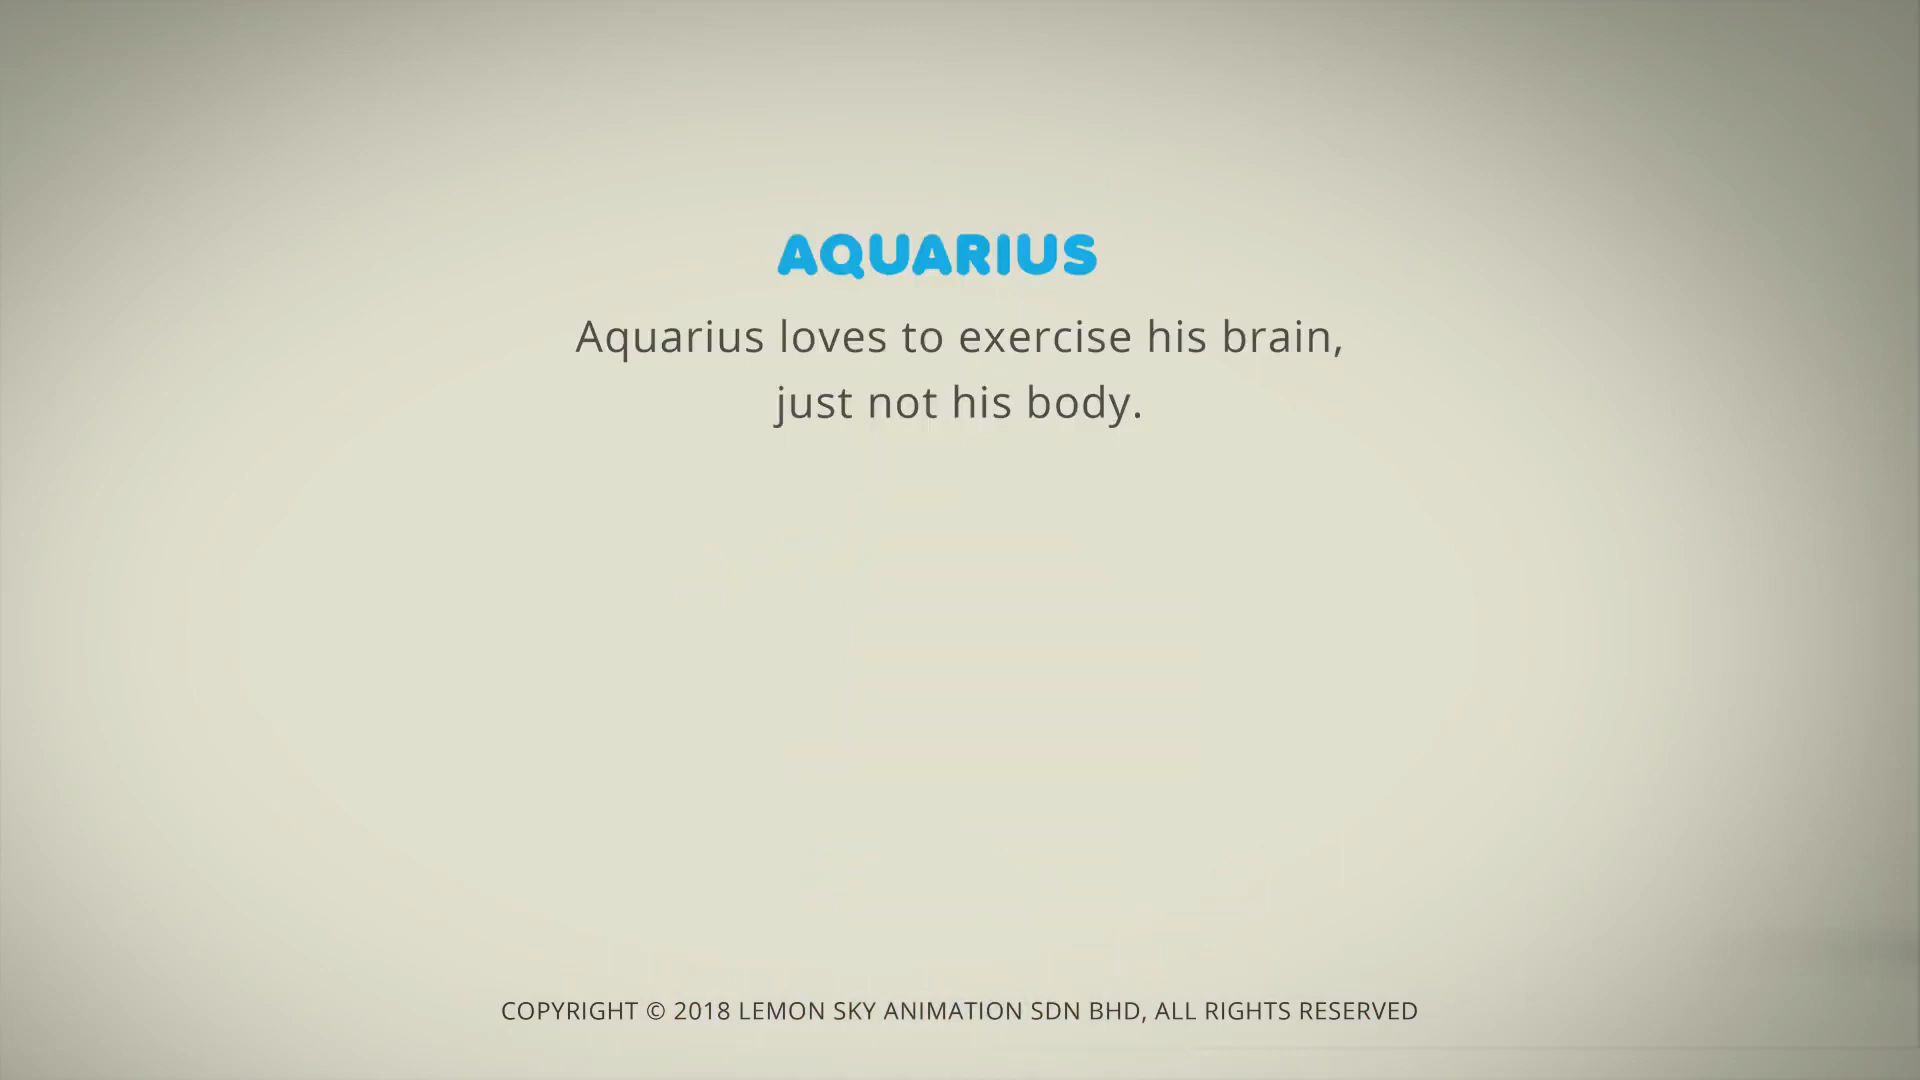 AQUARIUS
Aquarius loves to exercise his brain,
just not his body.
COPYRIGHT © 2018 LEMON SKY ANIMATION SDN BHD, ALL RIGHTS RESERVED